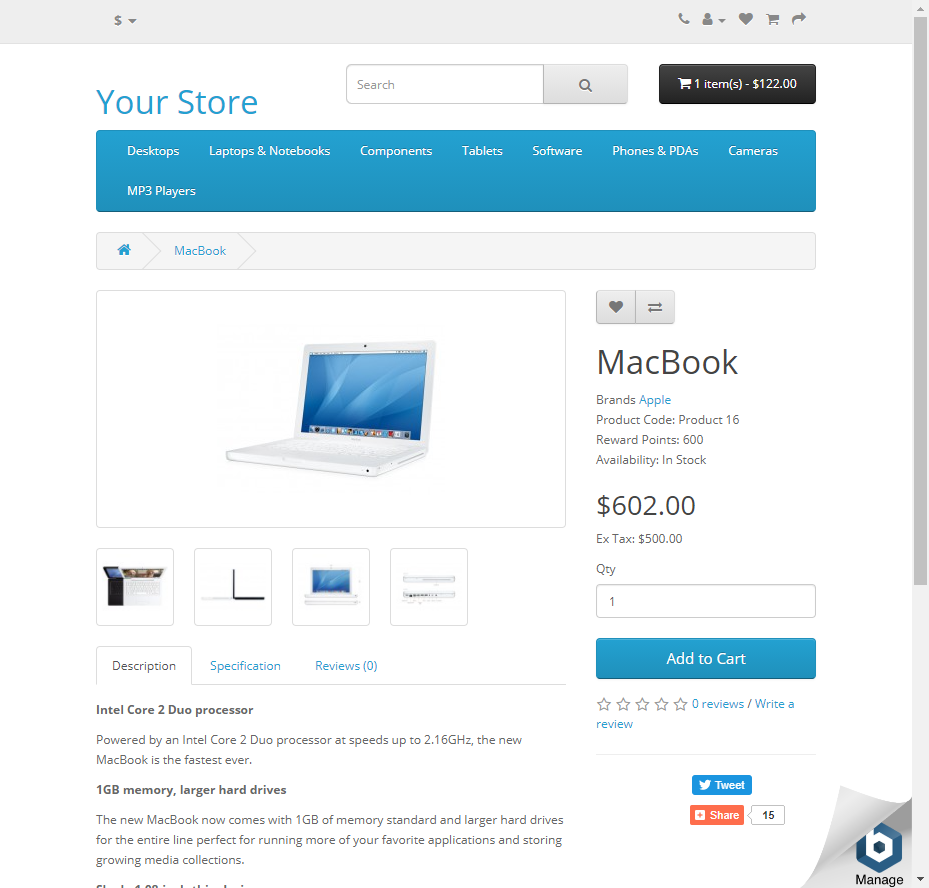 $
Your Store
Search
1 item(s) - $122.00
Desktops
Laptops & Notebooks
Components
Tablets
Software
Phones & PDAs
Cameras
MP3 Players
MacBook
MacBook
Brands Apple
Product Code: Product 16
Reward Points: 600
Availability: In Stock
$602.00
Ex Tax: $500.00
Qty
1
Add to Cart
0 reviews / Write a
review
Tweet
Share
15
Description
Specification
Reviews (0)
Intel Core 2 Duo processor
Powered by an Intel Core 2 Duo processor at speeds up to 2.16GHz, the new
MacBook is the fastest ever.
1GB memory, larger hard drives
The new MacBook now comes with 1GB of memory standard and larger hard drives
for the entire line perfect for running more of your favorite applications and storing
growing media collections.
Manage